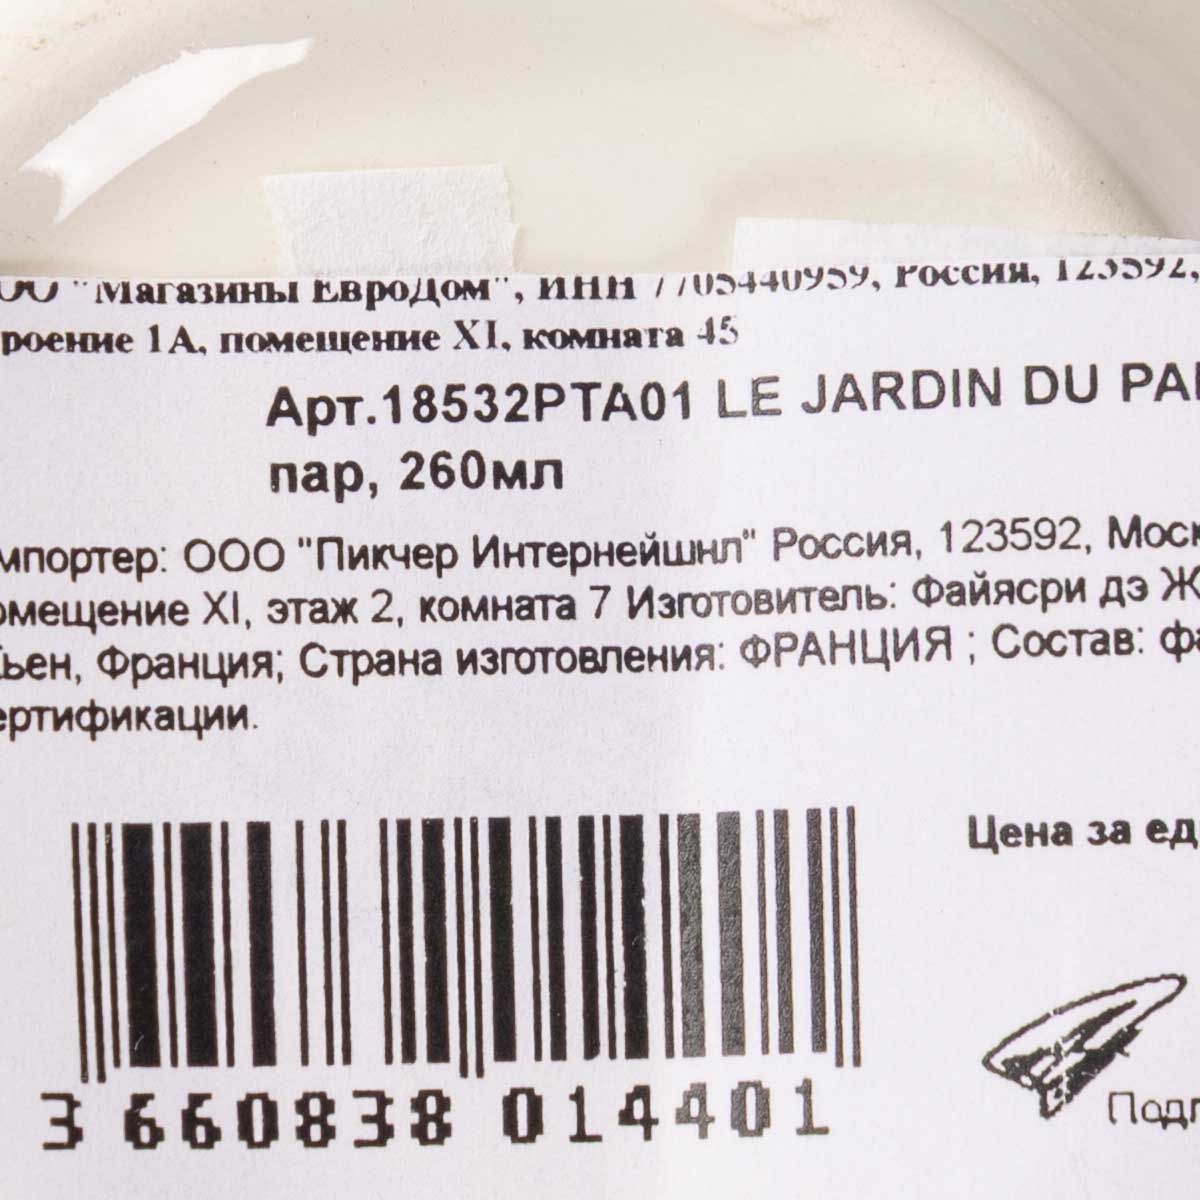 ОО "Магазины ЕвроДом", ИНН 7705440959, Россия, 123592,
роение 1А, помещение XI, комната 45
Арт.18532PTA01 LE JARDIN DU
пар, 260мл
мпортер: ООО "Пикчер Интернейшнл" Россия, 123592, Моск
омещение XI, этаж 2, комната 7 Изготовитель: Файясри дэ Ж
ьен, Франция; Страна изготовления: ФРАНЦИЯ ; Состав: фа
ертификации.
Цена за ед
3 660838 014401
Подп